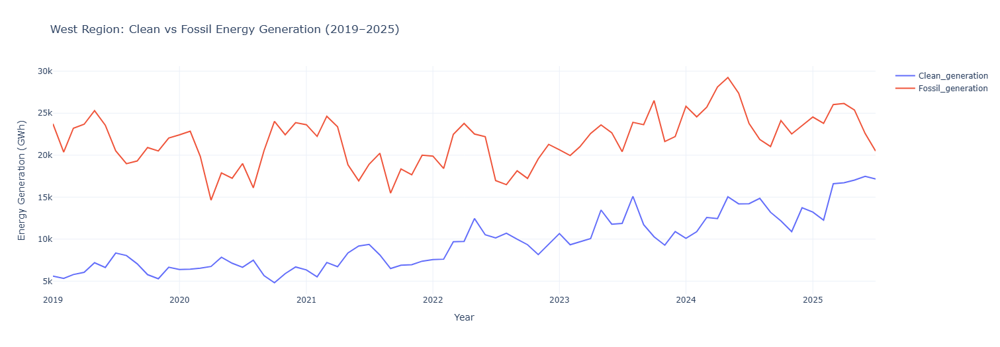 West Region: Clean vs Fossil Energy Generation (2019–2025)
30k
25k
20k
15k
10k
5k
Energy Generation (GWh)
2019
2020
2021
2022
2023
2024
2025
Year
Clean_generation
Fossil_generation